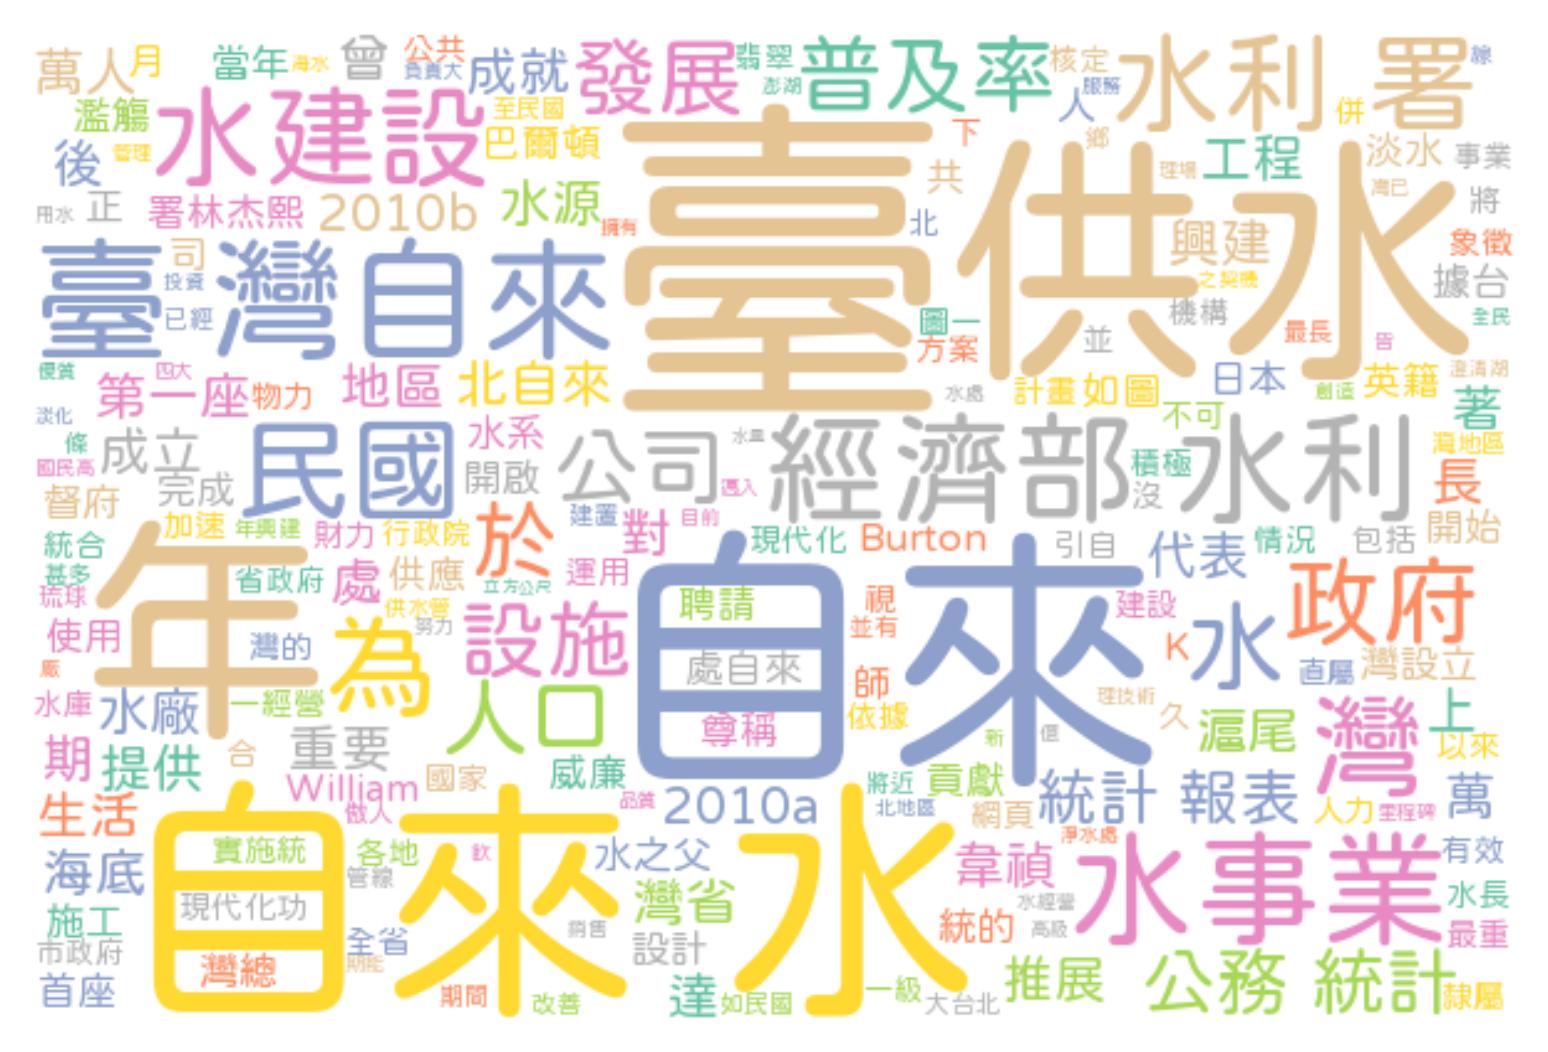 萬人 月 當年 海水 曾 公共 負責大 成就 發展 翡翠 澎湖 普及率 核定 人 服務 水利署 線
濫觴 水建設 至民國 巴爾頓 下 鄉 併
後 管理 臺供水 共 理場 工程 淡水 事業
用水 正 署林杰熙 2010b 水源 擁有 北 灣已 將
臺灣自來 司 投資 已經 興建 之契機 象徵 據台
圖一 方案 並 機構 最長 皆 全民
優質 四大 第一座 物力 地區 北自來 水處 計畫 如圖 日本 創造 英籍 澄清湖
淡化 條 成立 民國 水系 公司 經濟部 不可 水利 著 灣地區
國民高 督府 完成 開啟 邁入 積極 沒 長
加速 年興建 財力 行政院 於 建置 對 目前 現代化 Burton 引自 代表 情況 包括 開始
統合 甚多 年 省政府 處 供應 立方公尺 運用 自來 政府
琉球 使用 供水管 努力 設施 聘請 視 並有 建設 K 水
廠 灣的 為 處自來 師 理技術 直屬 灣設立
水庫 水廠 一經營 人口 尊稱 依據 新 久 滬尾 灣 上
期 提供 合 重要 William 國家 威廉 將近 貢獻 統計 報表 以來 萬
生活 做人 品質 2010a 北地區 網頁 人力 里程碑
海底 自來水 實施統 各地 飲 水之父 韋禎 淨水處 水事業 有效
施工 現代化功 管線 灣省 水經營 水長
市政府 全省 銷售 設計 統的 高級 最重
首座 灣總 期能 期間 改善 達 如民國 一級 大台北 推展 公務 統計 隸屬